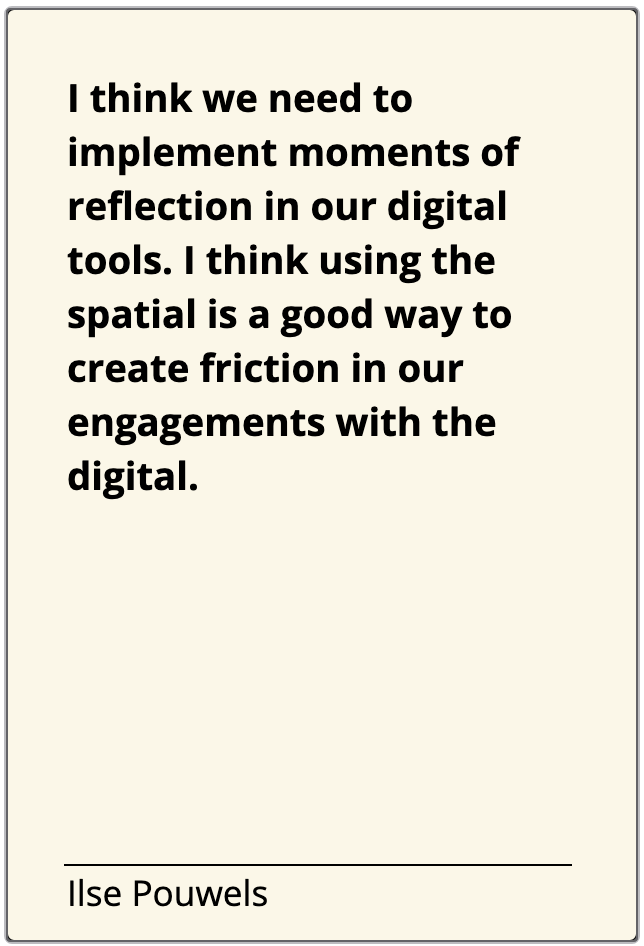 I think we need to
implement moments of
reflection in our digital
tools. I think using the
spatial is a good way to
create friction in our
engagements with the
digital.
Ilse Pouwels